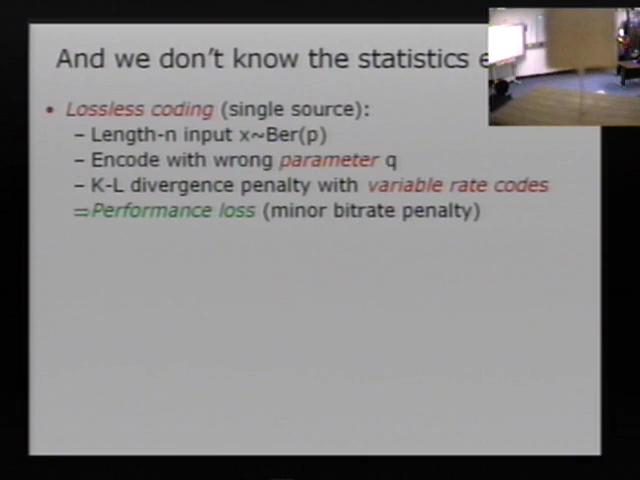 And we don't know the statistics
• Lossless coding (single source):
– Length-n input x~Ber(p)
– Encode with wrong parameter q
– K-L divergence penalty with variable rate codes
⇒Performance loss (minor bitrate penalty)